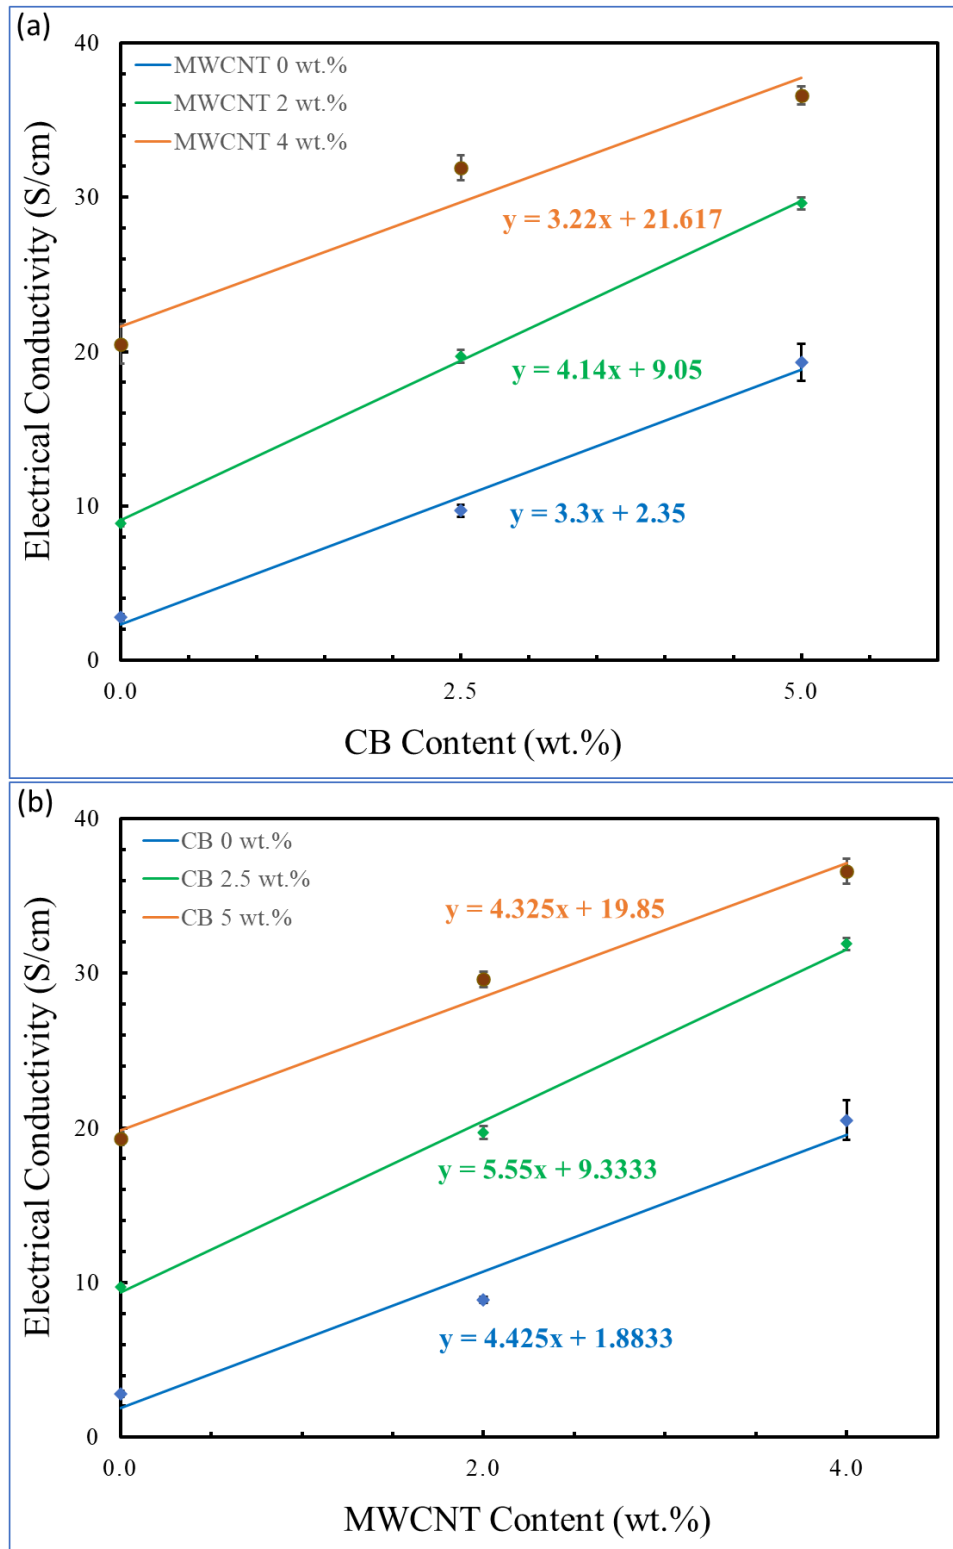 (a)
40
MWCNT 0 wt.%
MWCNT 2 wt.%
MWCNT 4 wt.%
30
y = 3.22x + 21.617
20
y = 4.14x + 9.05
10
y = 3.3x + 2.35
0
0.0 2.5 5.0
Electrical Conductivity (S/cm)
CB Content (wt.%)
(b)
40
CB 0 wt.%
CB 2.5 wt.%
CB 5 wt.%
y = 4.325x + 19.85
30
20
y = 5.55x + 9.3333
10
y = 4.425x + 1.8833
0
0.0 2.0 4.0
Electrical Conductivity (S/cm)
MWCNT Content (wt.%)